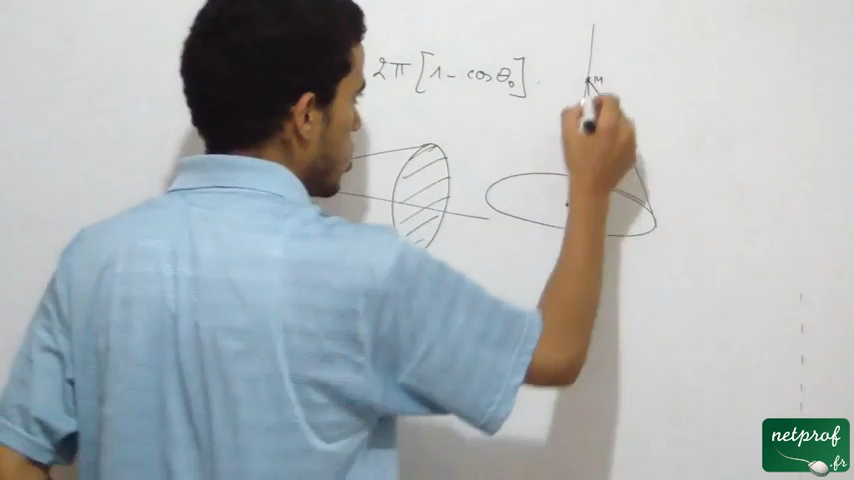 2π [1 - cos θ₀].
M
netprof
.fr